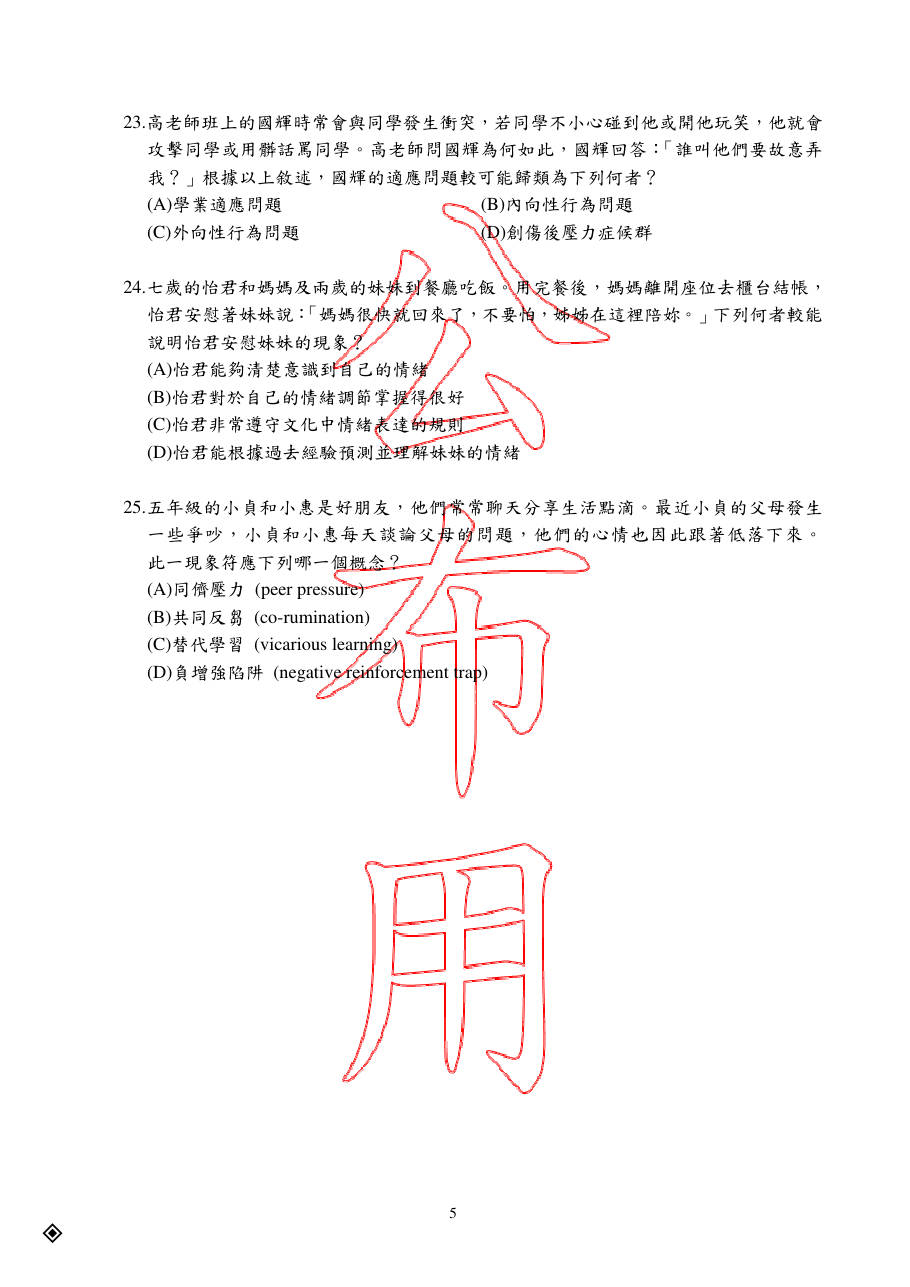 23.高老師班上的國輝時常會與同學發生衝突，若同學不小心碰到他或開他玩笑，他就會
攻擊同學或用髒話罵同學。高老師問國輝為何如此，國輝回答：「誰叫他們要故意弄
我？」根據以上敘述，國輝的適應問題較可能歸類為下列何者？
(A)學業適應問題 (B)內向性行為問題
(C)外向性行為問題 (D)創傷後壓力症候群
24.七歲的怡君和媽媽及兩歲的妹妹到餐廳吃飯。用完餐後，媽媽離開座位去櫃台結帳，
怡君安慰著妹妹說：「媽媽很快就回來了，不要怕，姊姊在這裡陪妳。」下列何者較能
說明怡君安慰妹妹的現象？
(A)怡君能夠清楚意識到自己的情緒
(B)怡君對於自己的情緒調節掌握得很好
(C)怡君非常遵守文化中情緒表達的規則
(D)怡君能根據過去經驗預測並理解妹妹的情緒
25.五年級的小貞和小惠是好朋友，他們常常聊天分享生活點滴。最近小貞的父母發生
一些爭吵，小貞和小惠每天談論父母的問題，他們的心情也因此跟著低落下來。
此一現象符應下列哪一個概念？
(A)同儕壓力 (peer pressure)
(B)共同反芻 (co-rumination)
(C)替代學習 (vicarious learning)
(D)負增強陷阱 (negative reinforcement trap)
公布用
5